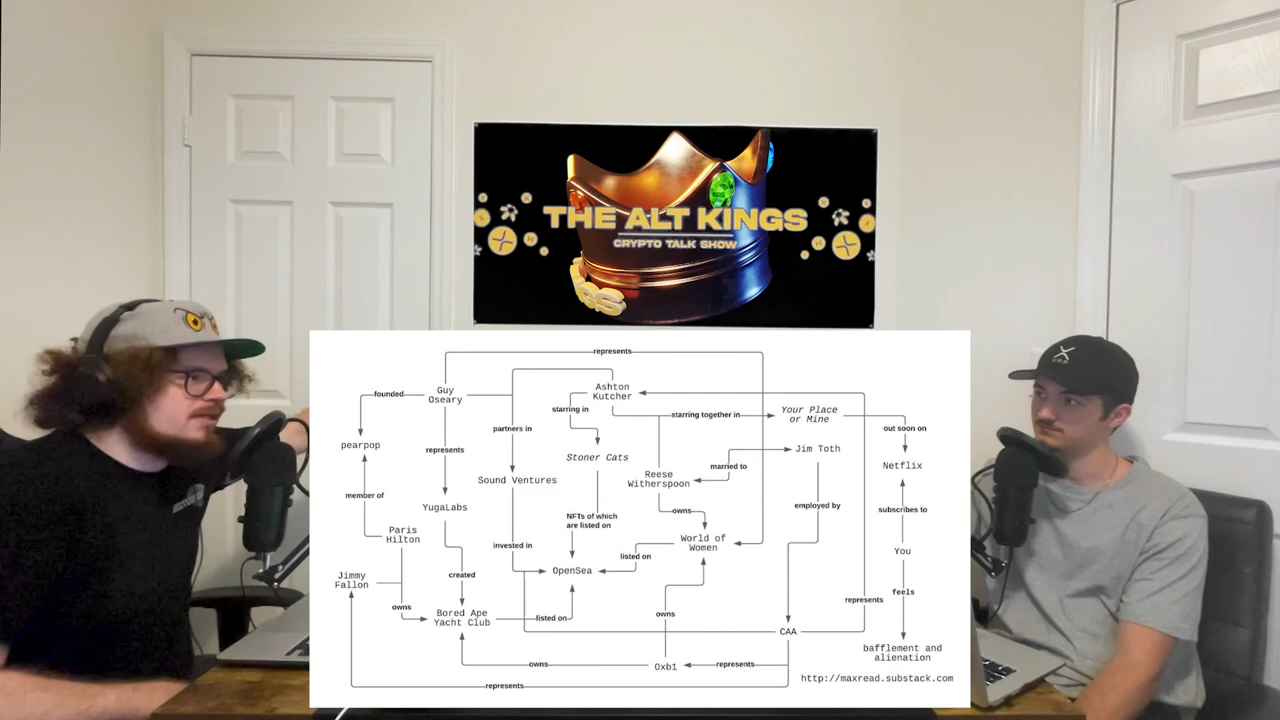 THE ALT KINGS
CRYPTO TALK SHOW
represents
Guy
Oseary
founded
Ashton
Kutcher
starring in
starring together in
Your Place
or Mine
out soon on
pearpop
represents
partners in
Stoner Cats
Jim Toth
married to
Netflix
Sound Ventures
Reese
Witherspoon
member of
YugaLabs
NFTs of which
are listed on
owns
employed by
subscribes to
Paris
Hilton
invested in
listed on
World of
Women
You
Jimmy
Fallon
created
OpenSea
feels
represents
owns
Bored Ape
Yacht Club
listed on
owns
CAA
bafflement and
alienation
owns
0xb1
represents
http://maxread.substack.com
represents